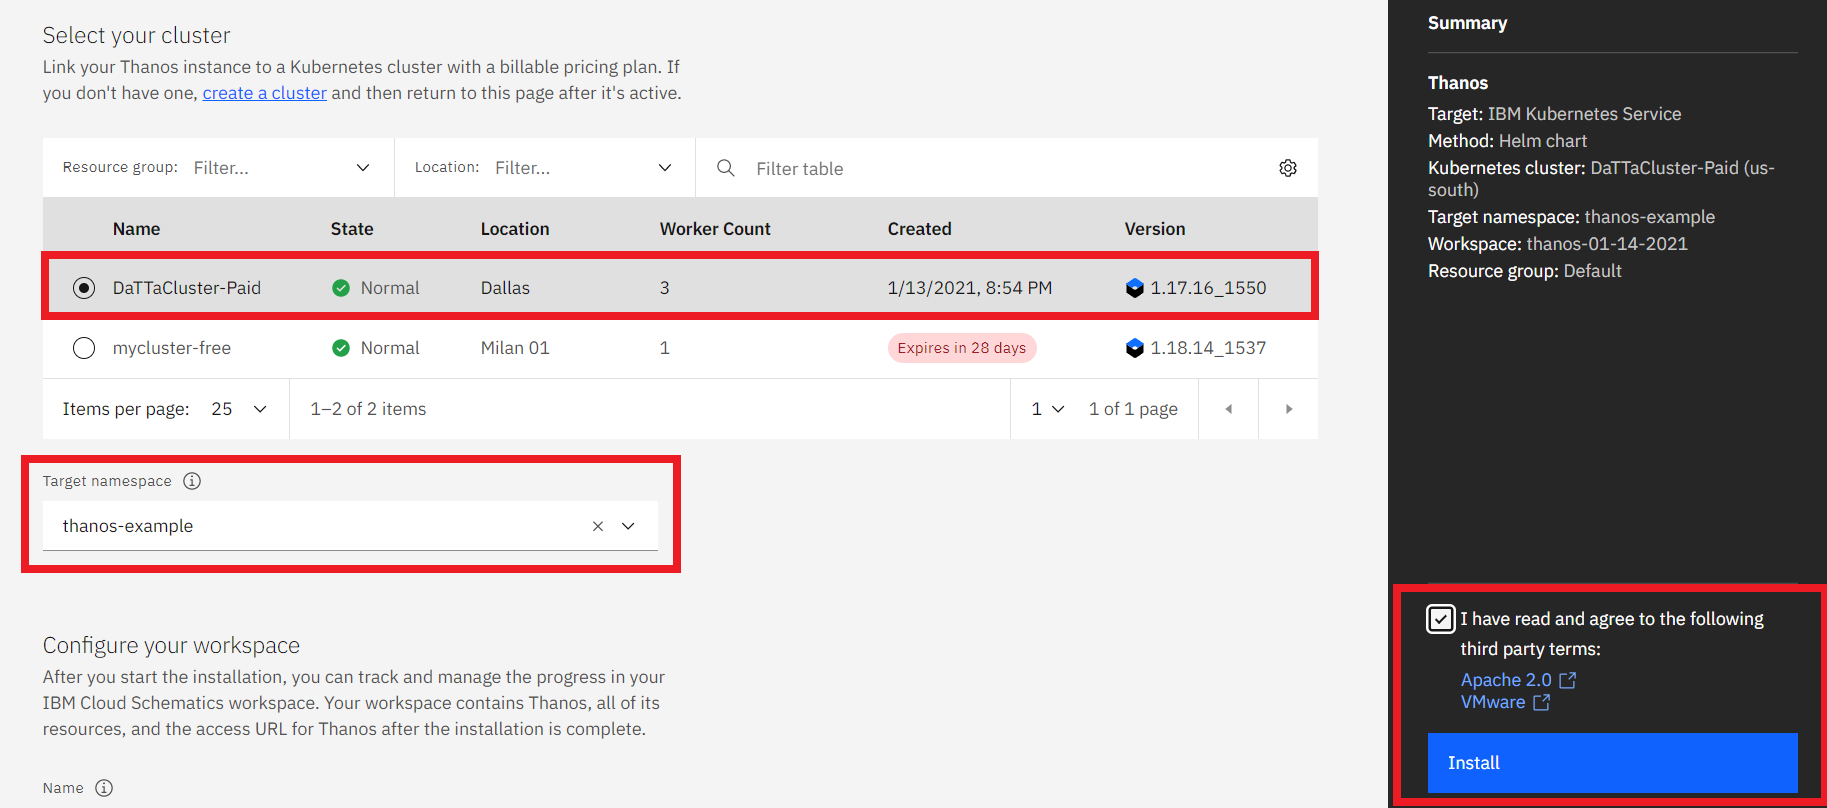 Select your cluster
Link your Thanos instance to a Kubernetes cluster with a billable pricing plan. If
you don't have one, create a cluster and then return to this page after it's active.
Resource group: Filter... Location: Filter... Filter table
Name State Location Worker Count Created Version
DaTTaCluster-Paid Normal Dallas 3 1/13/2021, 8:54 PM 1.17.16_1550
mycluster-free Normal Milan 01 1 Expires in 28 days 1.18.14_1537
Items per page: 25 1–2 of 2 items 1 1 of 1 page
Target namespace
thanos-example
Configure your workspace
After you start the installation, you can track and manage the progress in your
IBM Cloud Schematics workspace. Your workspace contains Thanos, all of its
resources, and the access URL for Thanos after the installation is complete.
Name
Summary
Thanos
Target: IBM Kubernetes Service
Method: Helm chart
Kubernetes cluster: DaTTaCluster-Paid (us-
south)
Target namespace: thanos-example
Workspace: thanos-01-14-2021
Resource group: Default
I have read and agree to the following
third party terms:
Apache 2.0
VMware
Install